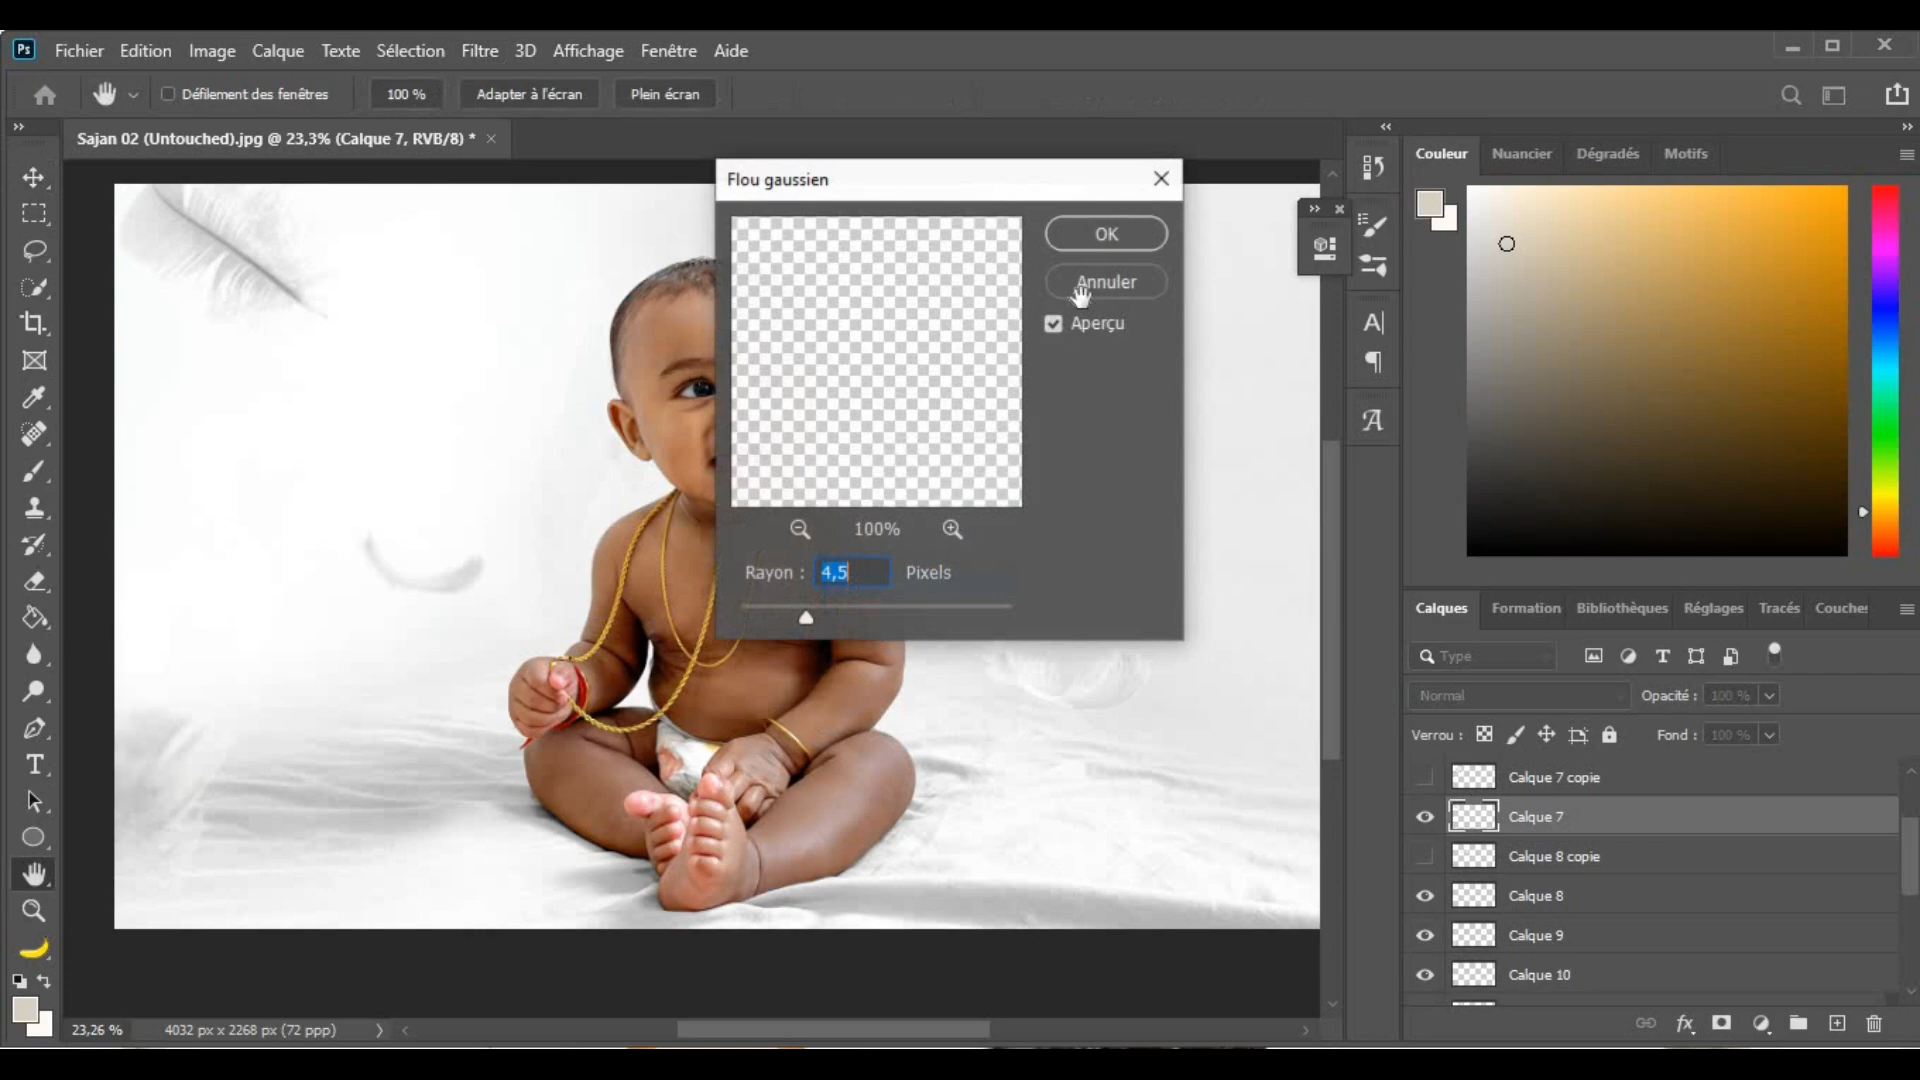 Ps Fichier Edition Image Calque Texte Sélection Filtre 3D Affichage Fenêtre Aide
Défilement des fenêtres 100 % Adapter à l'écran Plein écran
Sajan 02 (Untouched).jpg @ 23,3% (Calque 7, RVB/8) *
Flou gaussien
OK
Annuler
Aperçu
100%
Rayon : 4,5 Pixels
Couleur Nuancier Dégradés Motifs
Calques Formation Bibliothèques Réglages Tracés Couches
Type
Normal Opacité : 100 %
Verrou : Fond : 100 %
Calque 7 copie
Calque 7
Calque 8 copie
Calque 8
Calque 9
Calque 10
23,26 % 4032 px x 2268 px (72 ppp)